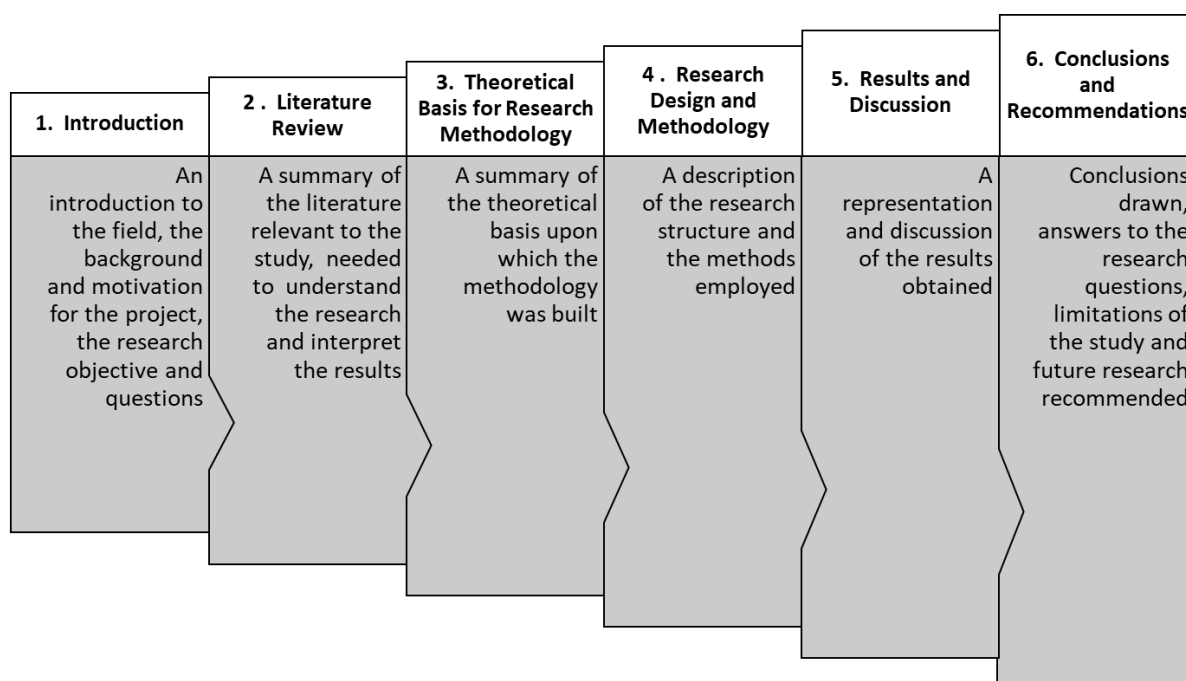 1. Introduction
An
introduction to
the field, the
background
and motivation
for the project,
the research
objective and
questions
2 . Literature
Review
A summary of
the literature
relevant to the
study, needed
to understand
the research
and interpret
the results
3. Theoretical
Basis for Research
Methodology
A summary of
the theoretical
basis upon
which the
methodology
was built
4 . Research
Design and
Methodology
A description
of the research
structure and
the methods
employed
5. Results and
Discussion
A
representation
and discussion
of the results
obtained
6. Conclusions
and
Recommendations
Conclusions
drawn,
answers to the
research
questions,
limitations of
the study and
future research
recommended